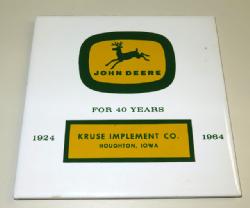 JOHN DEERE
FOR 40 YEARS
1924 1964
KRUSE IMPLEMENT CO.
HOUGHTON, IOWA